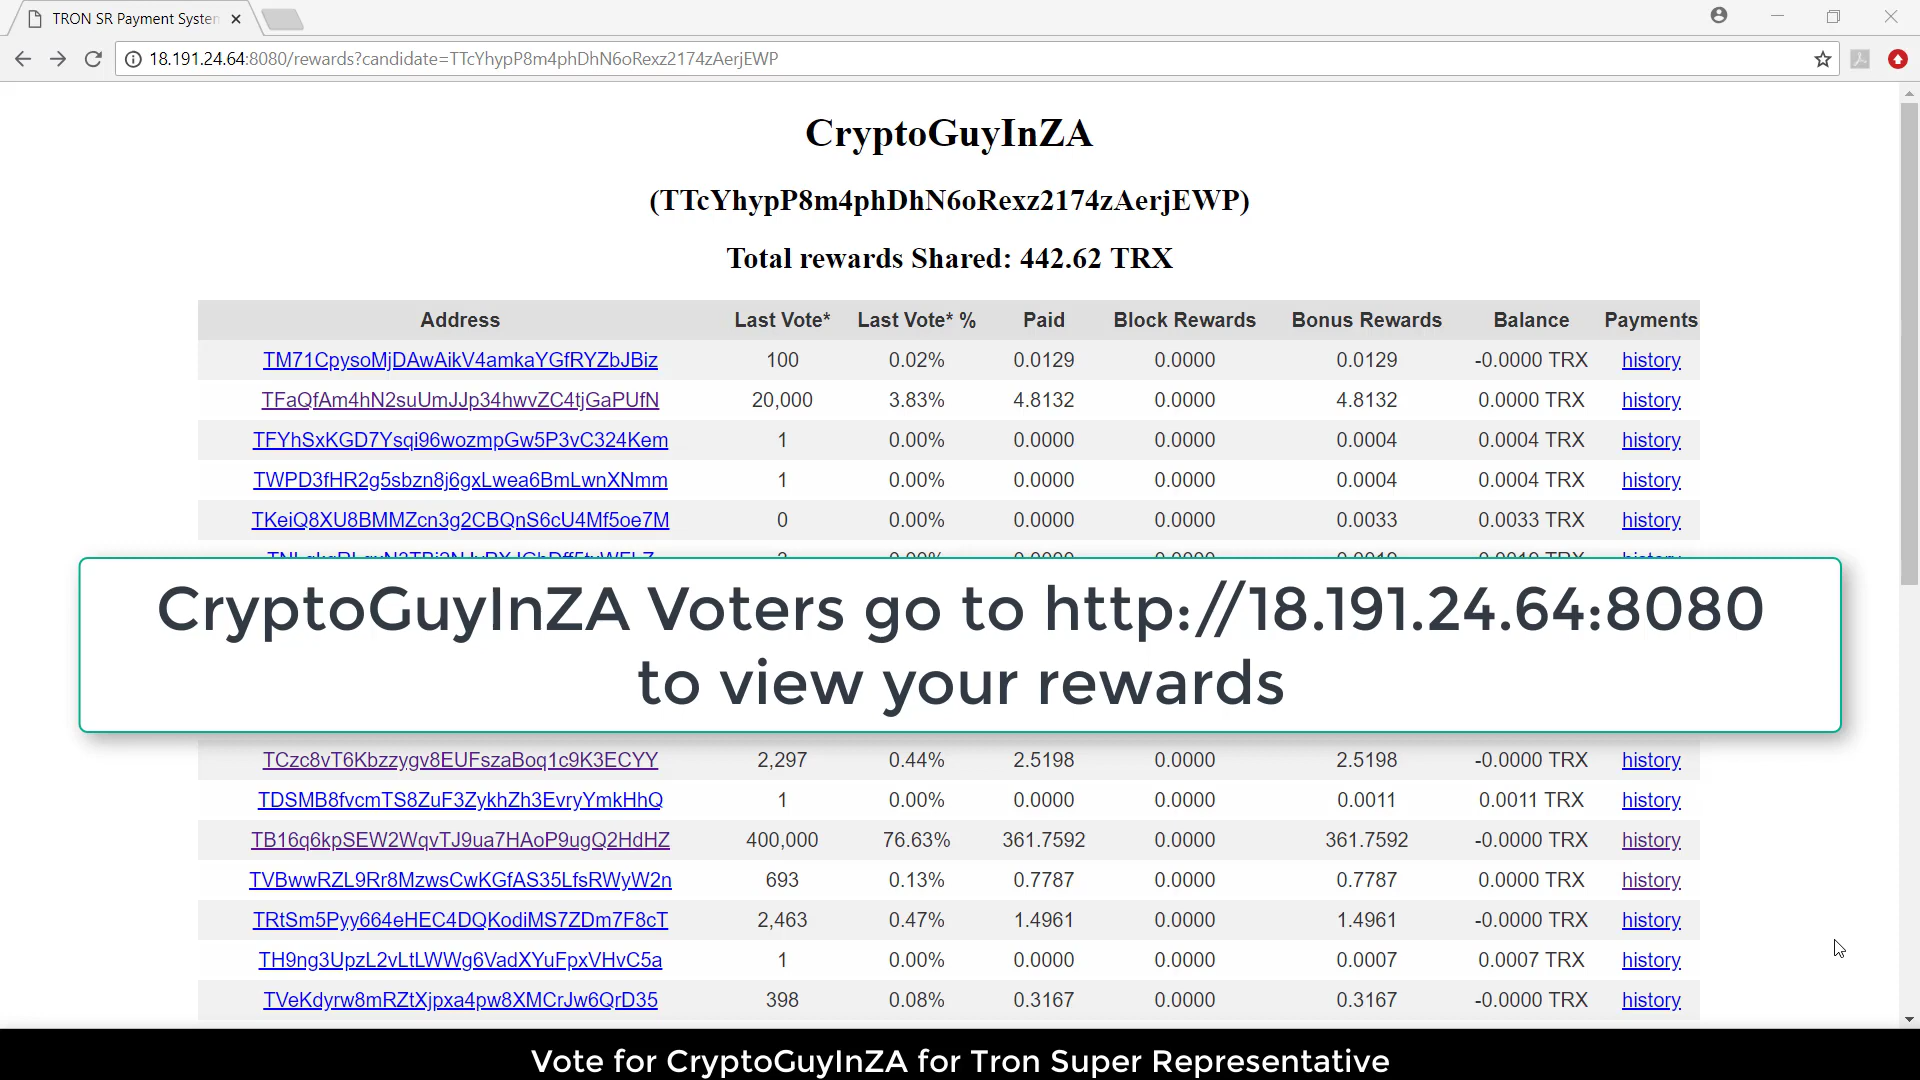 TRON SR Payment System
18.191.24.64:8080/rewards?candidate=TTcYhypP8m4phDhN6oRexz2174zAerjEWP
CryptoGuyInZA
(TTcYhypP8m4phDhN6oRexz2174zAerjEWP)
Total rewards Shared: 442.62 TRX
Address Last Vote* Last Vote* % Paid Block Rewards Bonus Rewards Balance Payments
TM71CpysoMjDAwAikV4amkaYGfRYZbJBiz 100 0.02% 0.0129 0.0000 0.0129 -0.0000 TRX history
TFaQfAm4hN2suUmJJp34hwvZC4tjGaPUfN 20,000 3.83% 4.8132 0.0000 4.8132 0.0000 TRX history
TFYhSxKGD7Ysqi96wozmpGw5P3vC324Kem 1 0.00% 0.0000 0.0000 0.0004 0.0004 TRX history
TWPD3fHR2g5sbzn8j6gxLwea6BmLwnXNmm 1 0.00% 0.0000 0.0000 0.0004 0.0004 TRX history
TKeiQ8XU8BMMZcn3g2CBQnS6cU4Mf5oe7M 0 0.00% 0.0000 0.0000 0.0033 0.0033 TRX history
CryptoGuyInZA Voters go to http://18.191.24.64:8080
to view your rewards
TCzc8vT6Kbzzygv8EUFszaBoq1c9K3ECYY 2,297 0.44% 2.5198 0.0000 2.5198 -0.0000 TRX history
TDSMB8fvcmTS8ZuF3ZykhZh3EvryYmkHhQ 1 0.00% 0.0000 0.0000 0.0011 0.0011 TRX history
TB16q6kpSEW2WqvTJ9ua7HAoP9ugQ2HdHZ 400,000 76.63% 361.7592 0.0000 361.7592 -0.0000 TRX history
TVBwwRZL9Rr8MzwsCwKGfAS35LfsRWyW2n 693 0.13% 0.7787 0.0000 0.7787 0.0000 TRX history
TRtSm5Pyy664eHEC4DQKodiMS7ZDm7F8cT 2,463 0.47% 1.4961 0.0000 1.4961 -0.0000 TRX history
TH9ng3UpzL2vLtLWWg6VadXYuFpxVHvC5a 1 0.00% 0.0000 0.0000 0.0007 0.0007 TRX history
TVeKdyrw8mRZtXjpxa4pw8XMCrJw6QrD35 398 0.08% 0.3167 0.0000 0.3167 -0.0000 TRX history
Vote for CryptoGuyInZA for Tron Super Representative